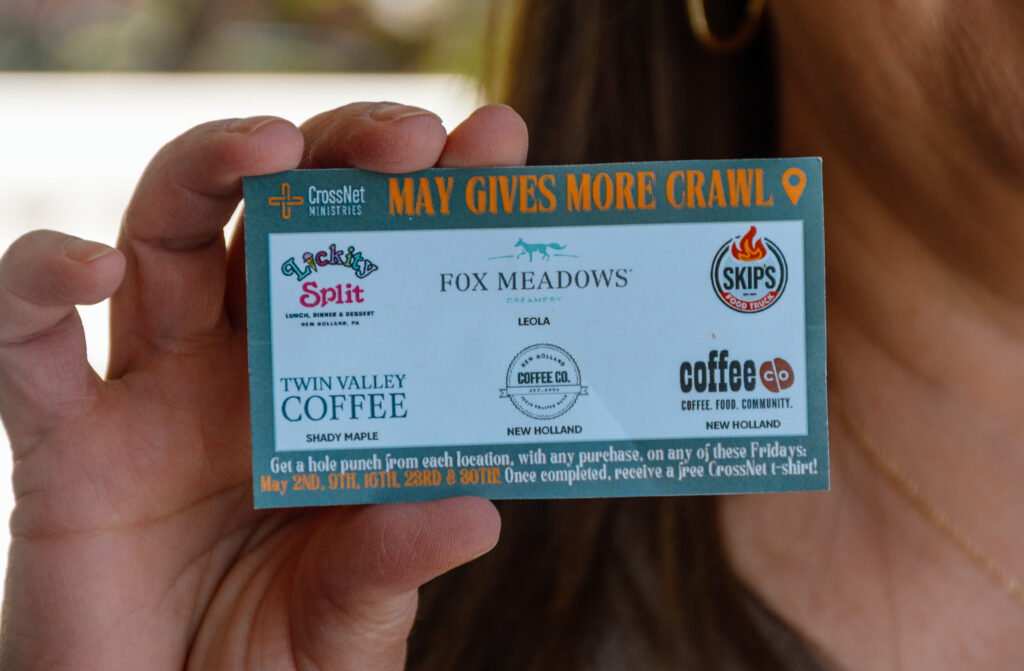 CrossNet
MINISTRIES
MAY GIVES MORE CRAWL
Lickity
Split
LUNCH, DINNER & DESSERT
NEW HOLLAND, PA
FOX MEADOWS
CREAMERY
LEOLA
SKIP'S
FOOD TRUCK
TWIN VALLEY
COFFEE
SHADY MAPLE
NEW HOLLAND
COFFEE CO.
NEW HOLLAND
coffee co
COFFEE. FOOD. COMMUNITY.
NEW HOLLAND
Get a hole punch from each location, with any purchase, on any of these Fridays:
May 2ND, 9TH, 16TH, 23RD & 30TH! Once completed, receive a free CrossNet t-shirt!